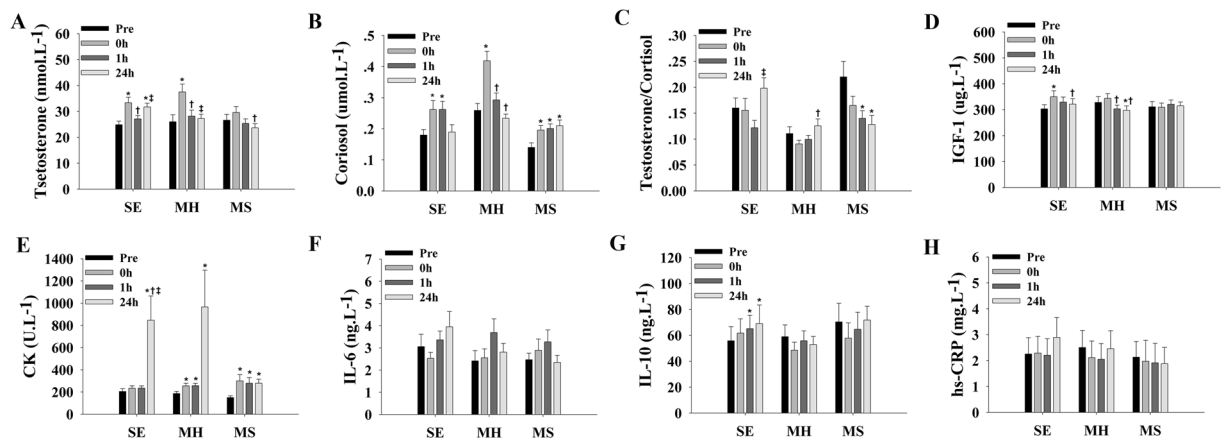 A
Tsetosterone (nmol.L-1)
60
50
40
30
20
10
0
Pre
0h
1h
24h
*
†
*‡
*
†
‡
†
SE
MH
MS
B
Coriosol (umol.L-1)
.5
.4
.3
.2
.1
.0
Pre
0h
1h
24h
* *
*
†
†
* * *
SE
MH
MS
C
Testosterone/Cortisol
.30
.25
.20
.15
.10
.05
0.00
Pre
0h
1h
24h
‡
†
* *
SE
MH
MS
D
IGF-1 (ug.L-1)
600
500
400
300
200
100
0
Pre
0h
1h
24h
*
†
†
*†
SE
MH
MS
E
CK (U.L-1)
1400
1200
1000
800
600
400
200
0
Pre
0h
1h
24h
*†‡
* *
*
* * *
SE
MH
MS
F
IL-6 (ng.L-1)
7
6
5
4
3
2
1
0
Pre
0h
1h
24h
SE
MH
MS
G
IL-10 (ng.L-1)
120
100
80
60
40
20
0
Pre
0h
1h
24h
*
*
SE
MH
MS
H
hs-CRP (mg.L-1)
6
5
4
3
2
1
0
Pre
0h
1h
24h
SE
MH
MS